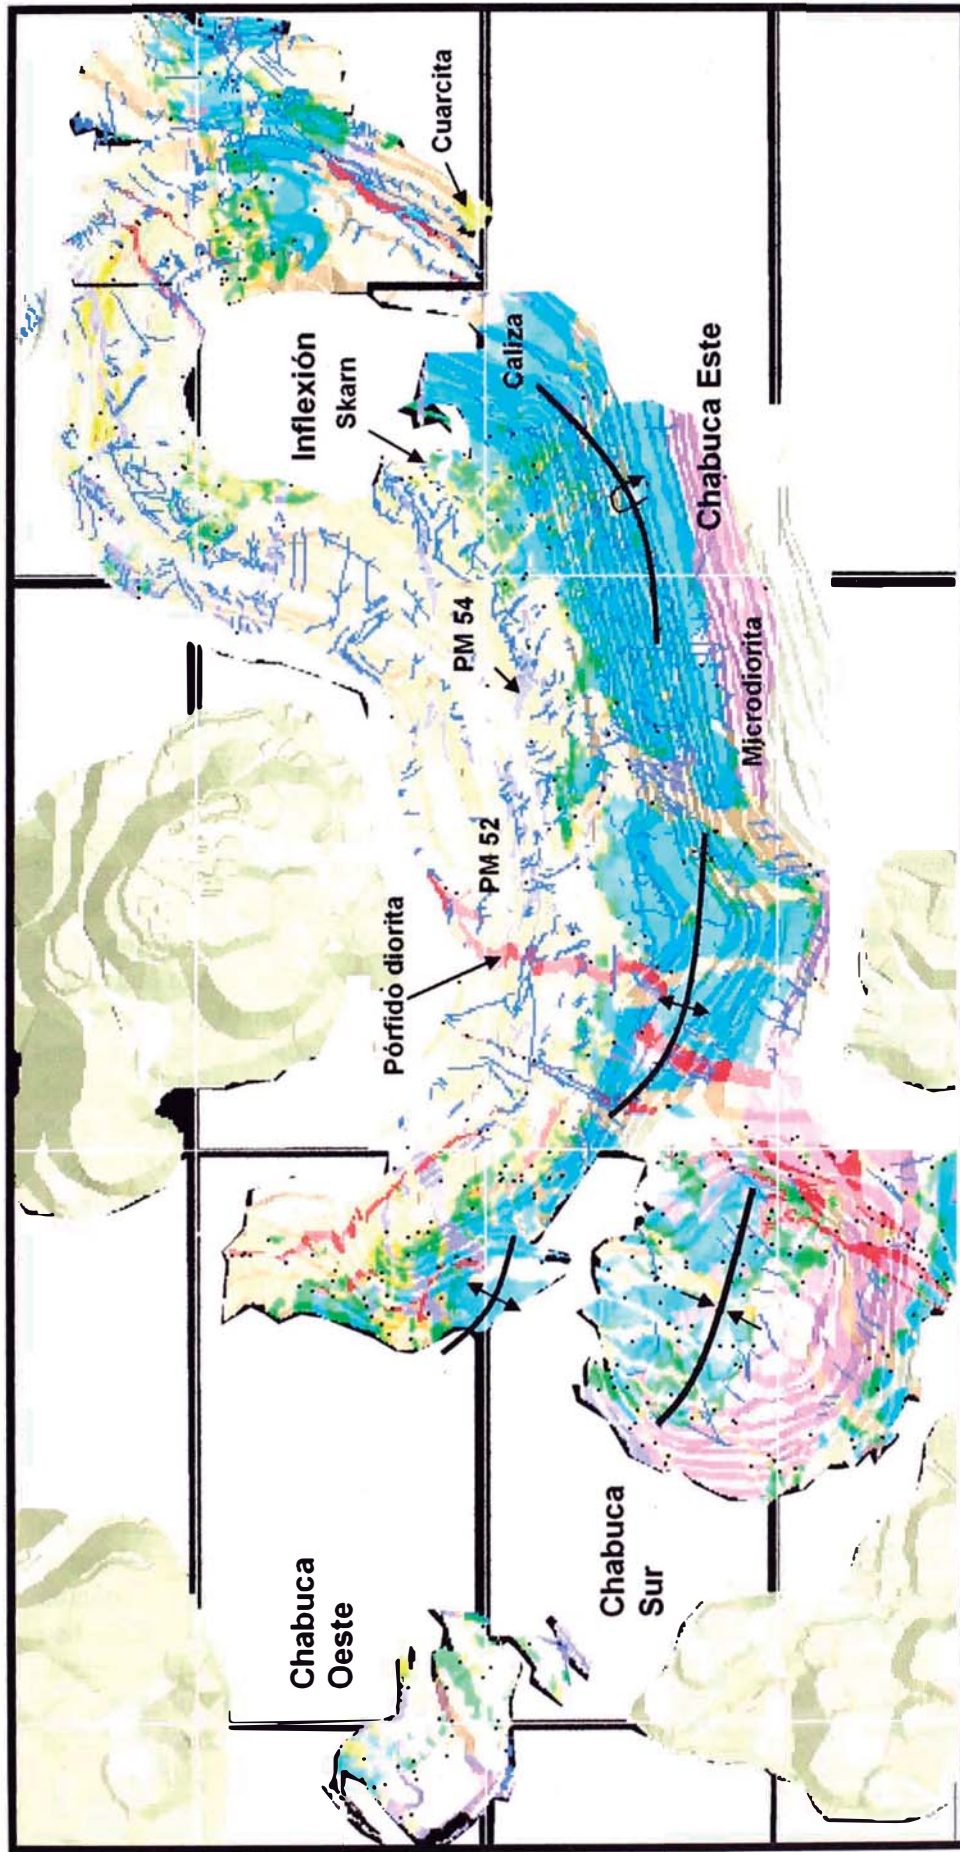 Cuarcita
Inflexión
Skarn
Caliza
Chabuca Este
PM 54
Microdiorita
PM 52
Pórfido diorita
Chabuca
Oeste
Chabuca
Sur